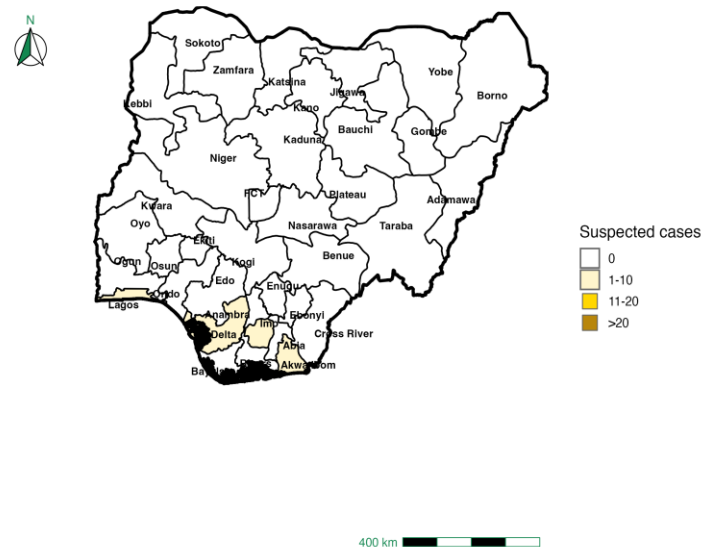 N
Sokoto
Zamfara
Katsina
Yobe
Jigawa
Borno
Kebbi
Kano
Bauchi
Gombe
Kaduna
Niger
FCT
Plateau
Adamawa
Kwara
Oyo
Nasarawa
Taraba
Ekiti
Benue
Ogun
Osun
Kogi
Edo
Enugu
Ondo
Lagos
Anambra
Imo
Ebonyi
Delta
Cross River
Abia
Akwa Ibom
Suspected cases
0
1-10
11-20
>20
400 km